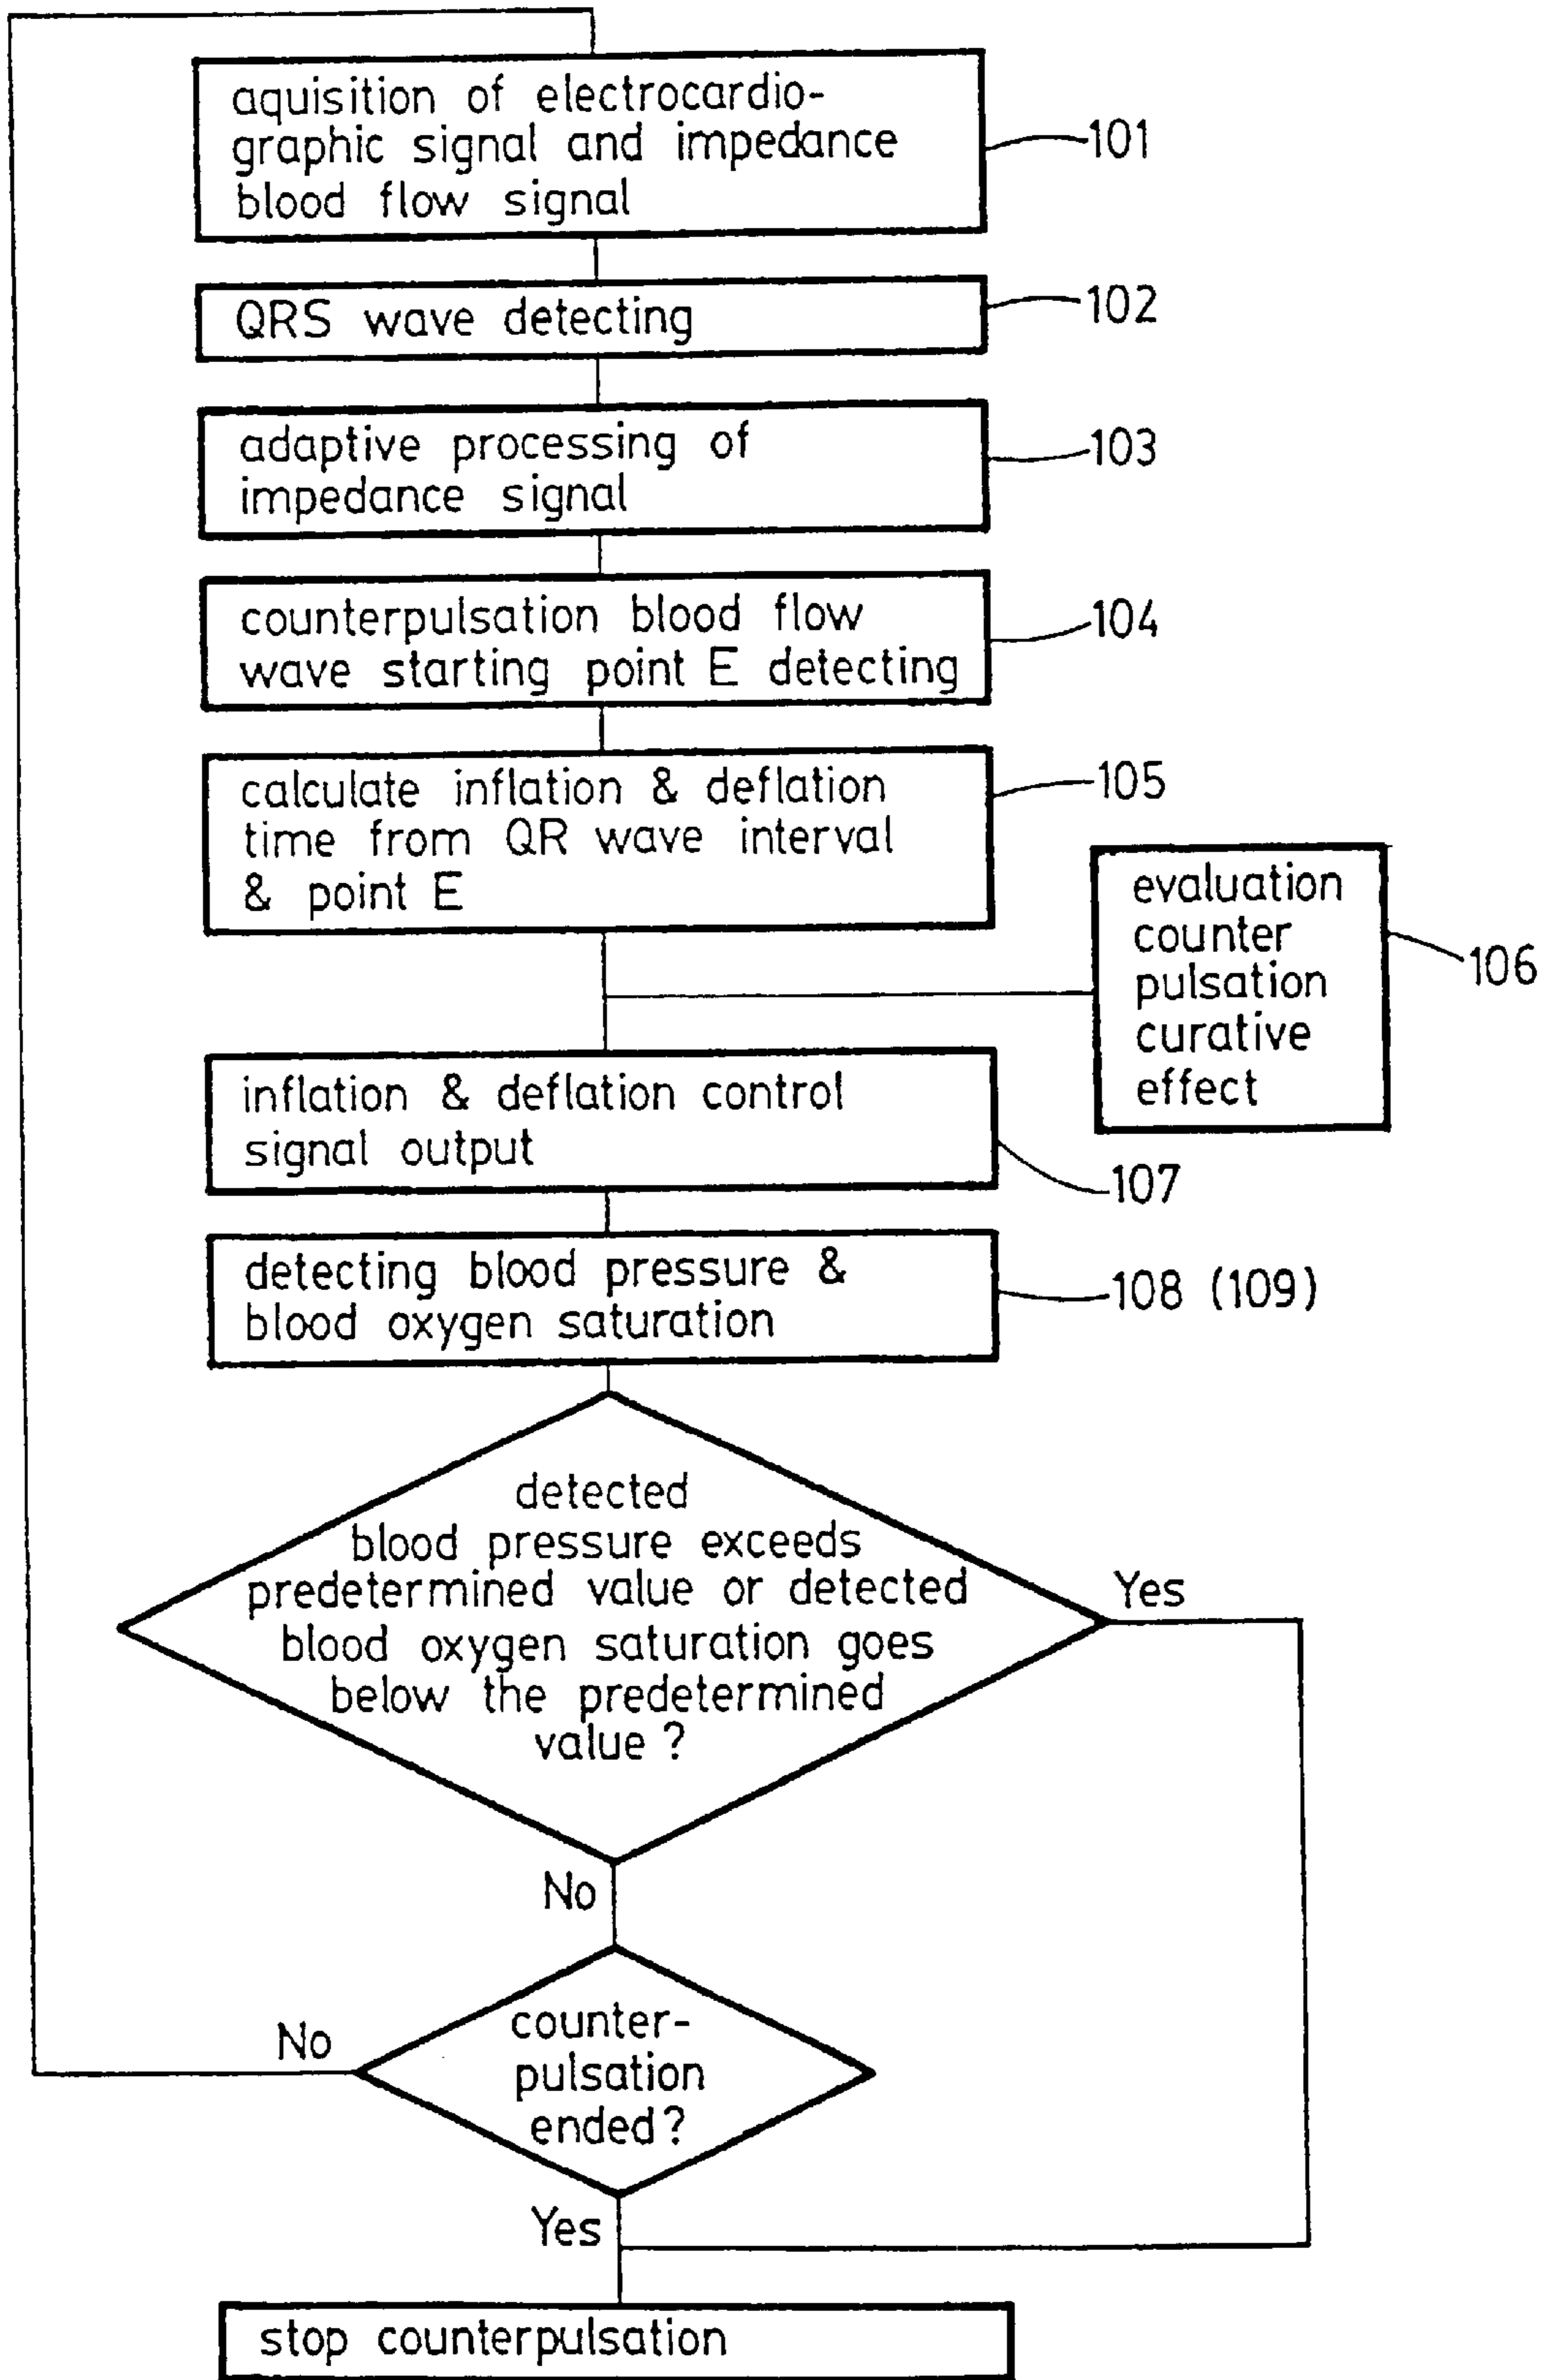 aquisition of electrocardio-
graphic signal and impedance
blood flow signal
101
QRS wave detecting
102
adaptive processing of
impedance signal
103
counterpulsation blood flow
wave starting point E detecting
104
calculate inflation & deflation
time from QR wave interval
& point E
105
evaluation
counter
pulsation
curative
effect
106
inflation & deflation control
signal output
107
detecting blood pressure &
blood oxygen saturation
108 (109)
detected
blood pressure exceeds
predetermined value or detected
blood oxygen saturation goes
below the predetermined
value ?
Yes
No
counter-
pulsation
ended?
No
Yes
stop counterpulsation